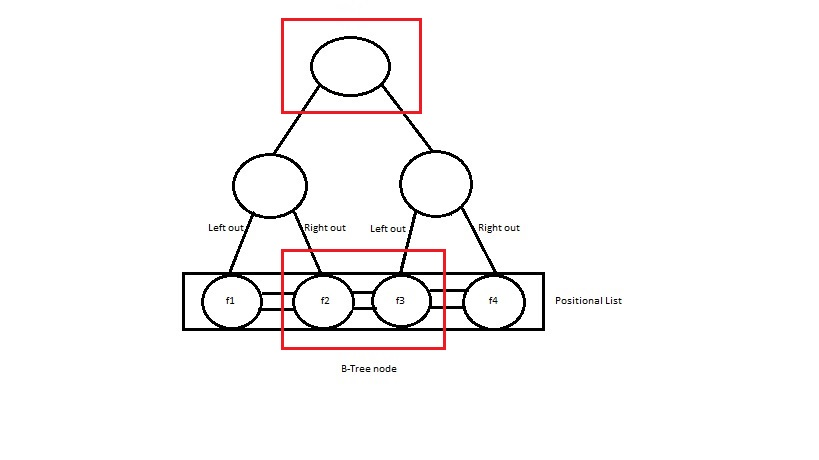 Left out
Right out
Left out
Right out
f1
f2
f3
f4
Positional List
B-Tree node